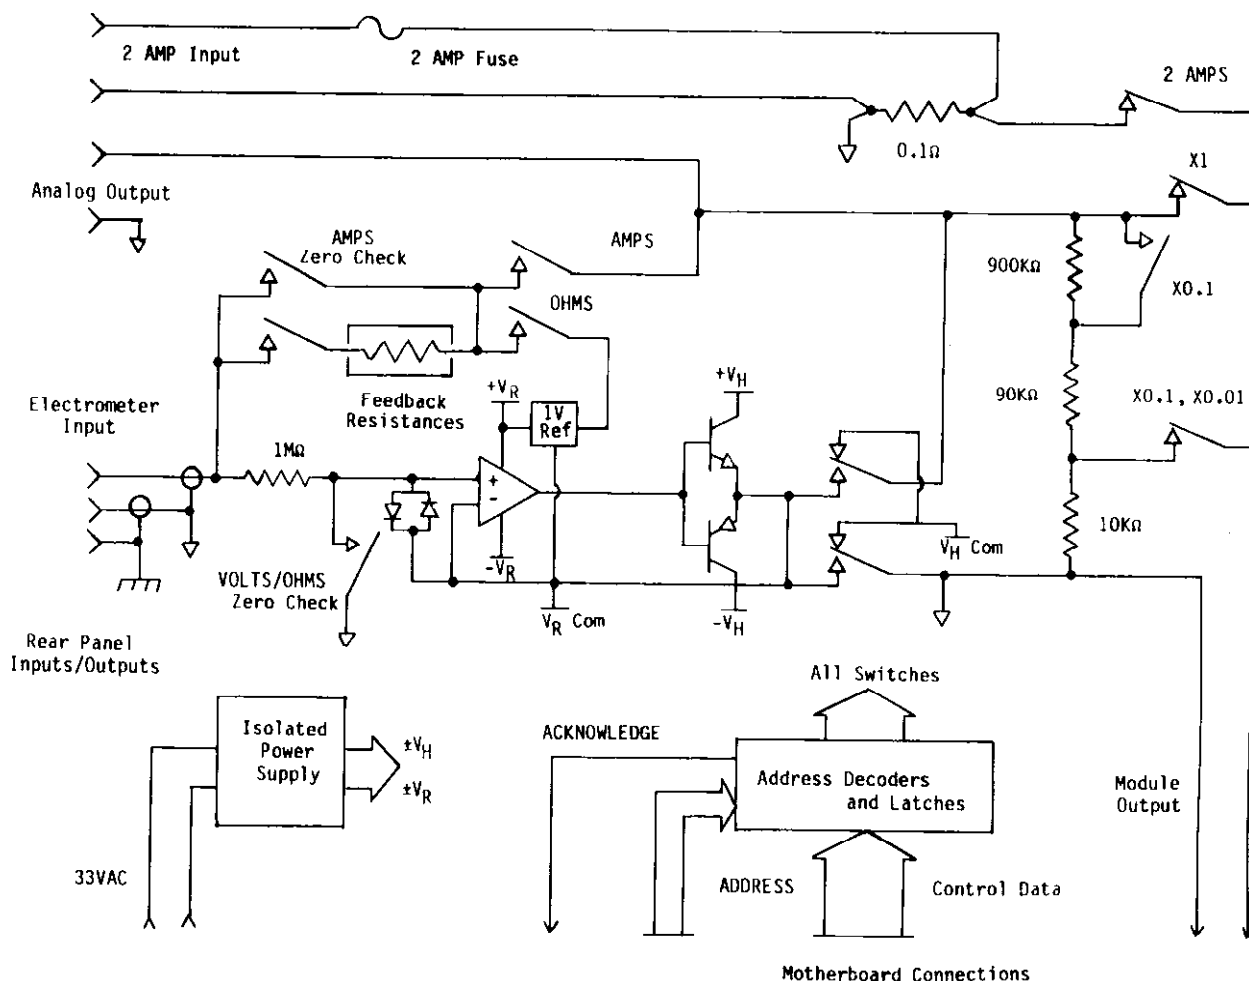 2 AMP Input
2 AMP Fuse
2 AMPS
0.1Ω
X1
Analog Output
AMPS
Zero Check
AMPS
900KΩ
X0.1
OHMS
Feedback
Resistances
+VR
1V
Ref
+VH
90KΩ
X0.1, X0.01
Electrometer
Input
1MΩ
+
-
-VR
10KΩ
VH Com
VOLTS/OHMS
Zero Check
VR Com
-VH
Rear Panel
Inputs/Outputs
All Switches
Isolated
Power
Supply
±VH
±VR
ACKNOWLEDGE
Address Decoders
and Latches
Module
Output
33VAC
ADDRESS
Control Data
Motherboard Connections